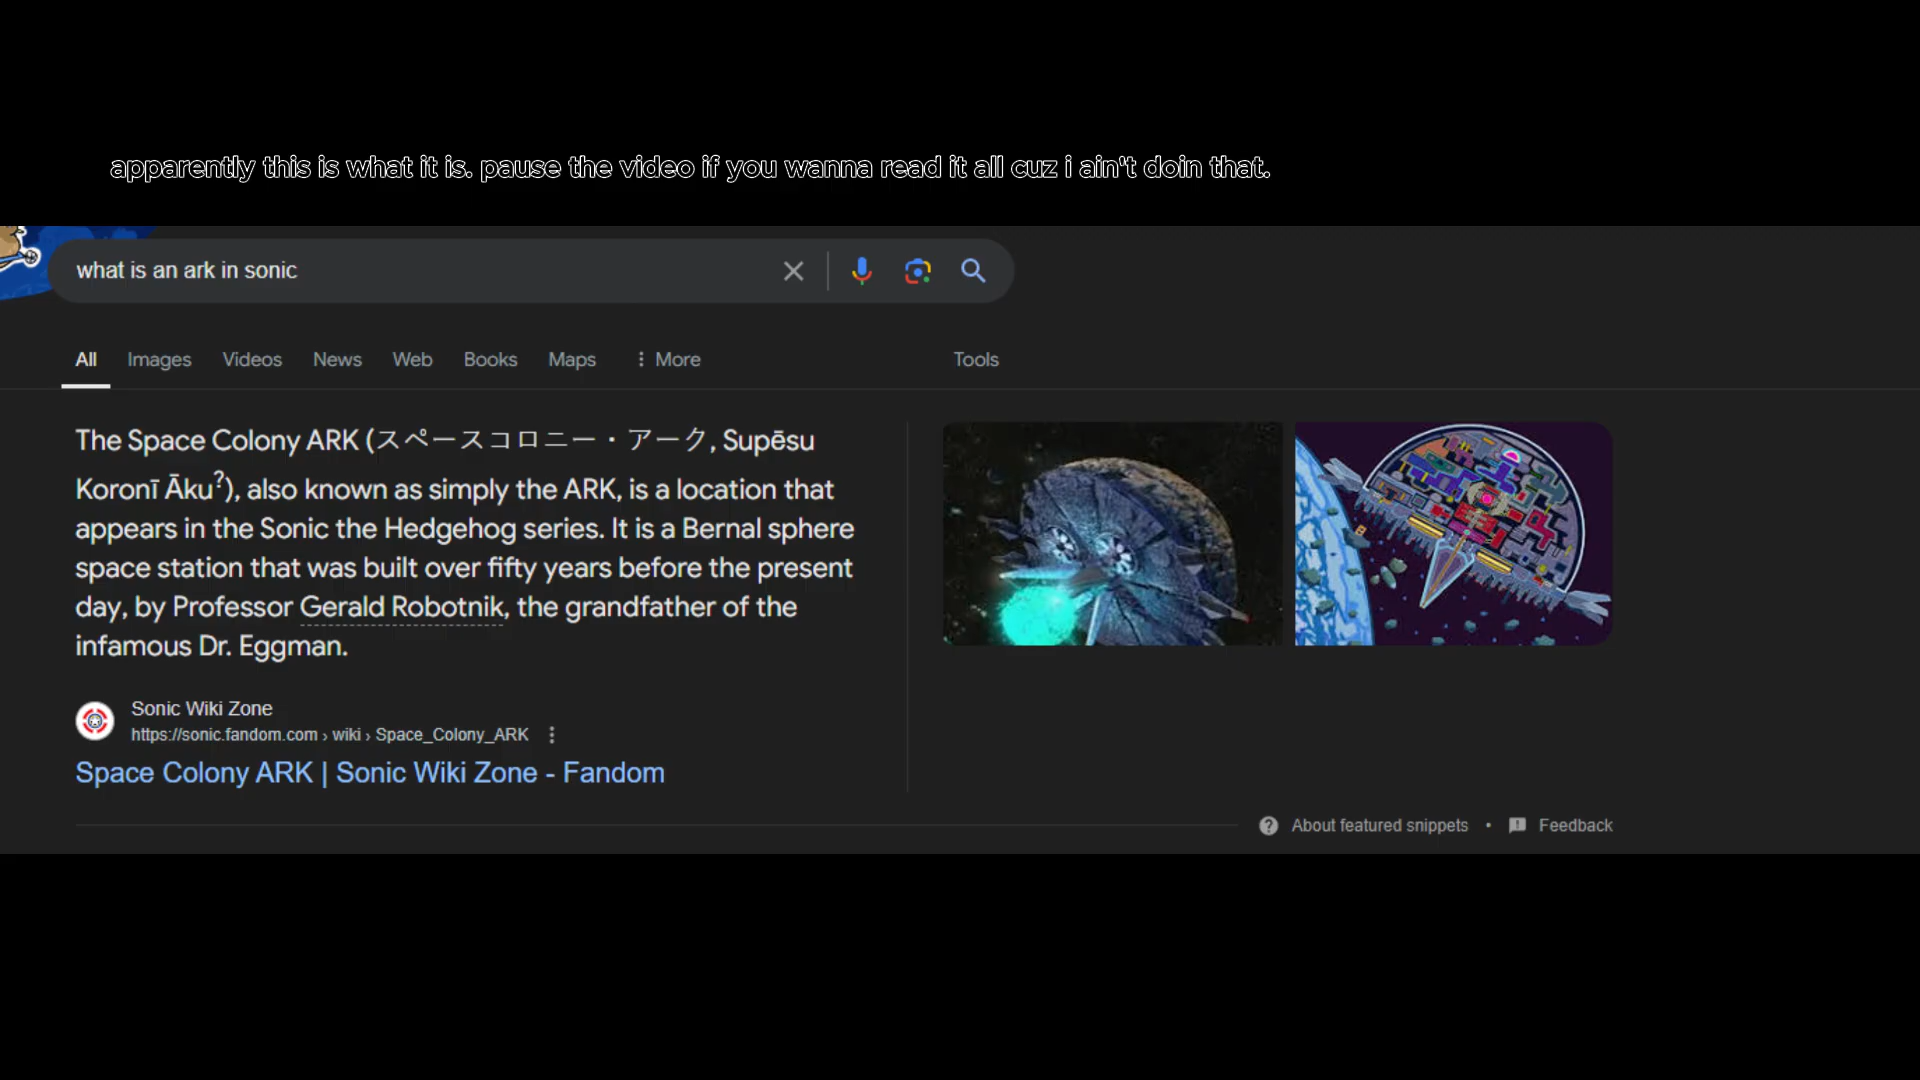 apparently this is what it is. pause the video if you wanna read it all cuz i ain't doin that.
what is an ark in sonic
All Images Videos News Web Books Maps More Tools
The Space Colony ARK (スペースコロニー・アーク, Supēsu
Koronī Āku?), also known as simply the ARK, is a location that
appears in the Sonic the Hedgehog series. It is a Bernal sphere
space station that was built over fifty years before the present
day, by Professor Gerald Robotnik, the grandfather of the
infamous Dr. Eggman.
Sonic Wiki Zone
https://sonic.fandom.com › wiki › Space_Colony_ARK
Space Colony ARK | Sonic Wiki Zone - Fandom
About featured snippets • Feedback